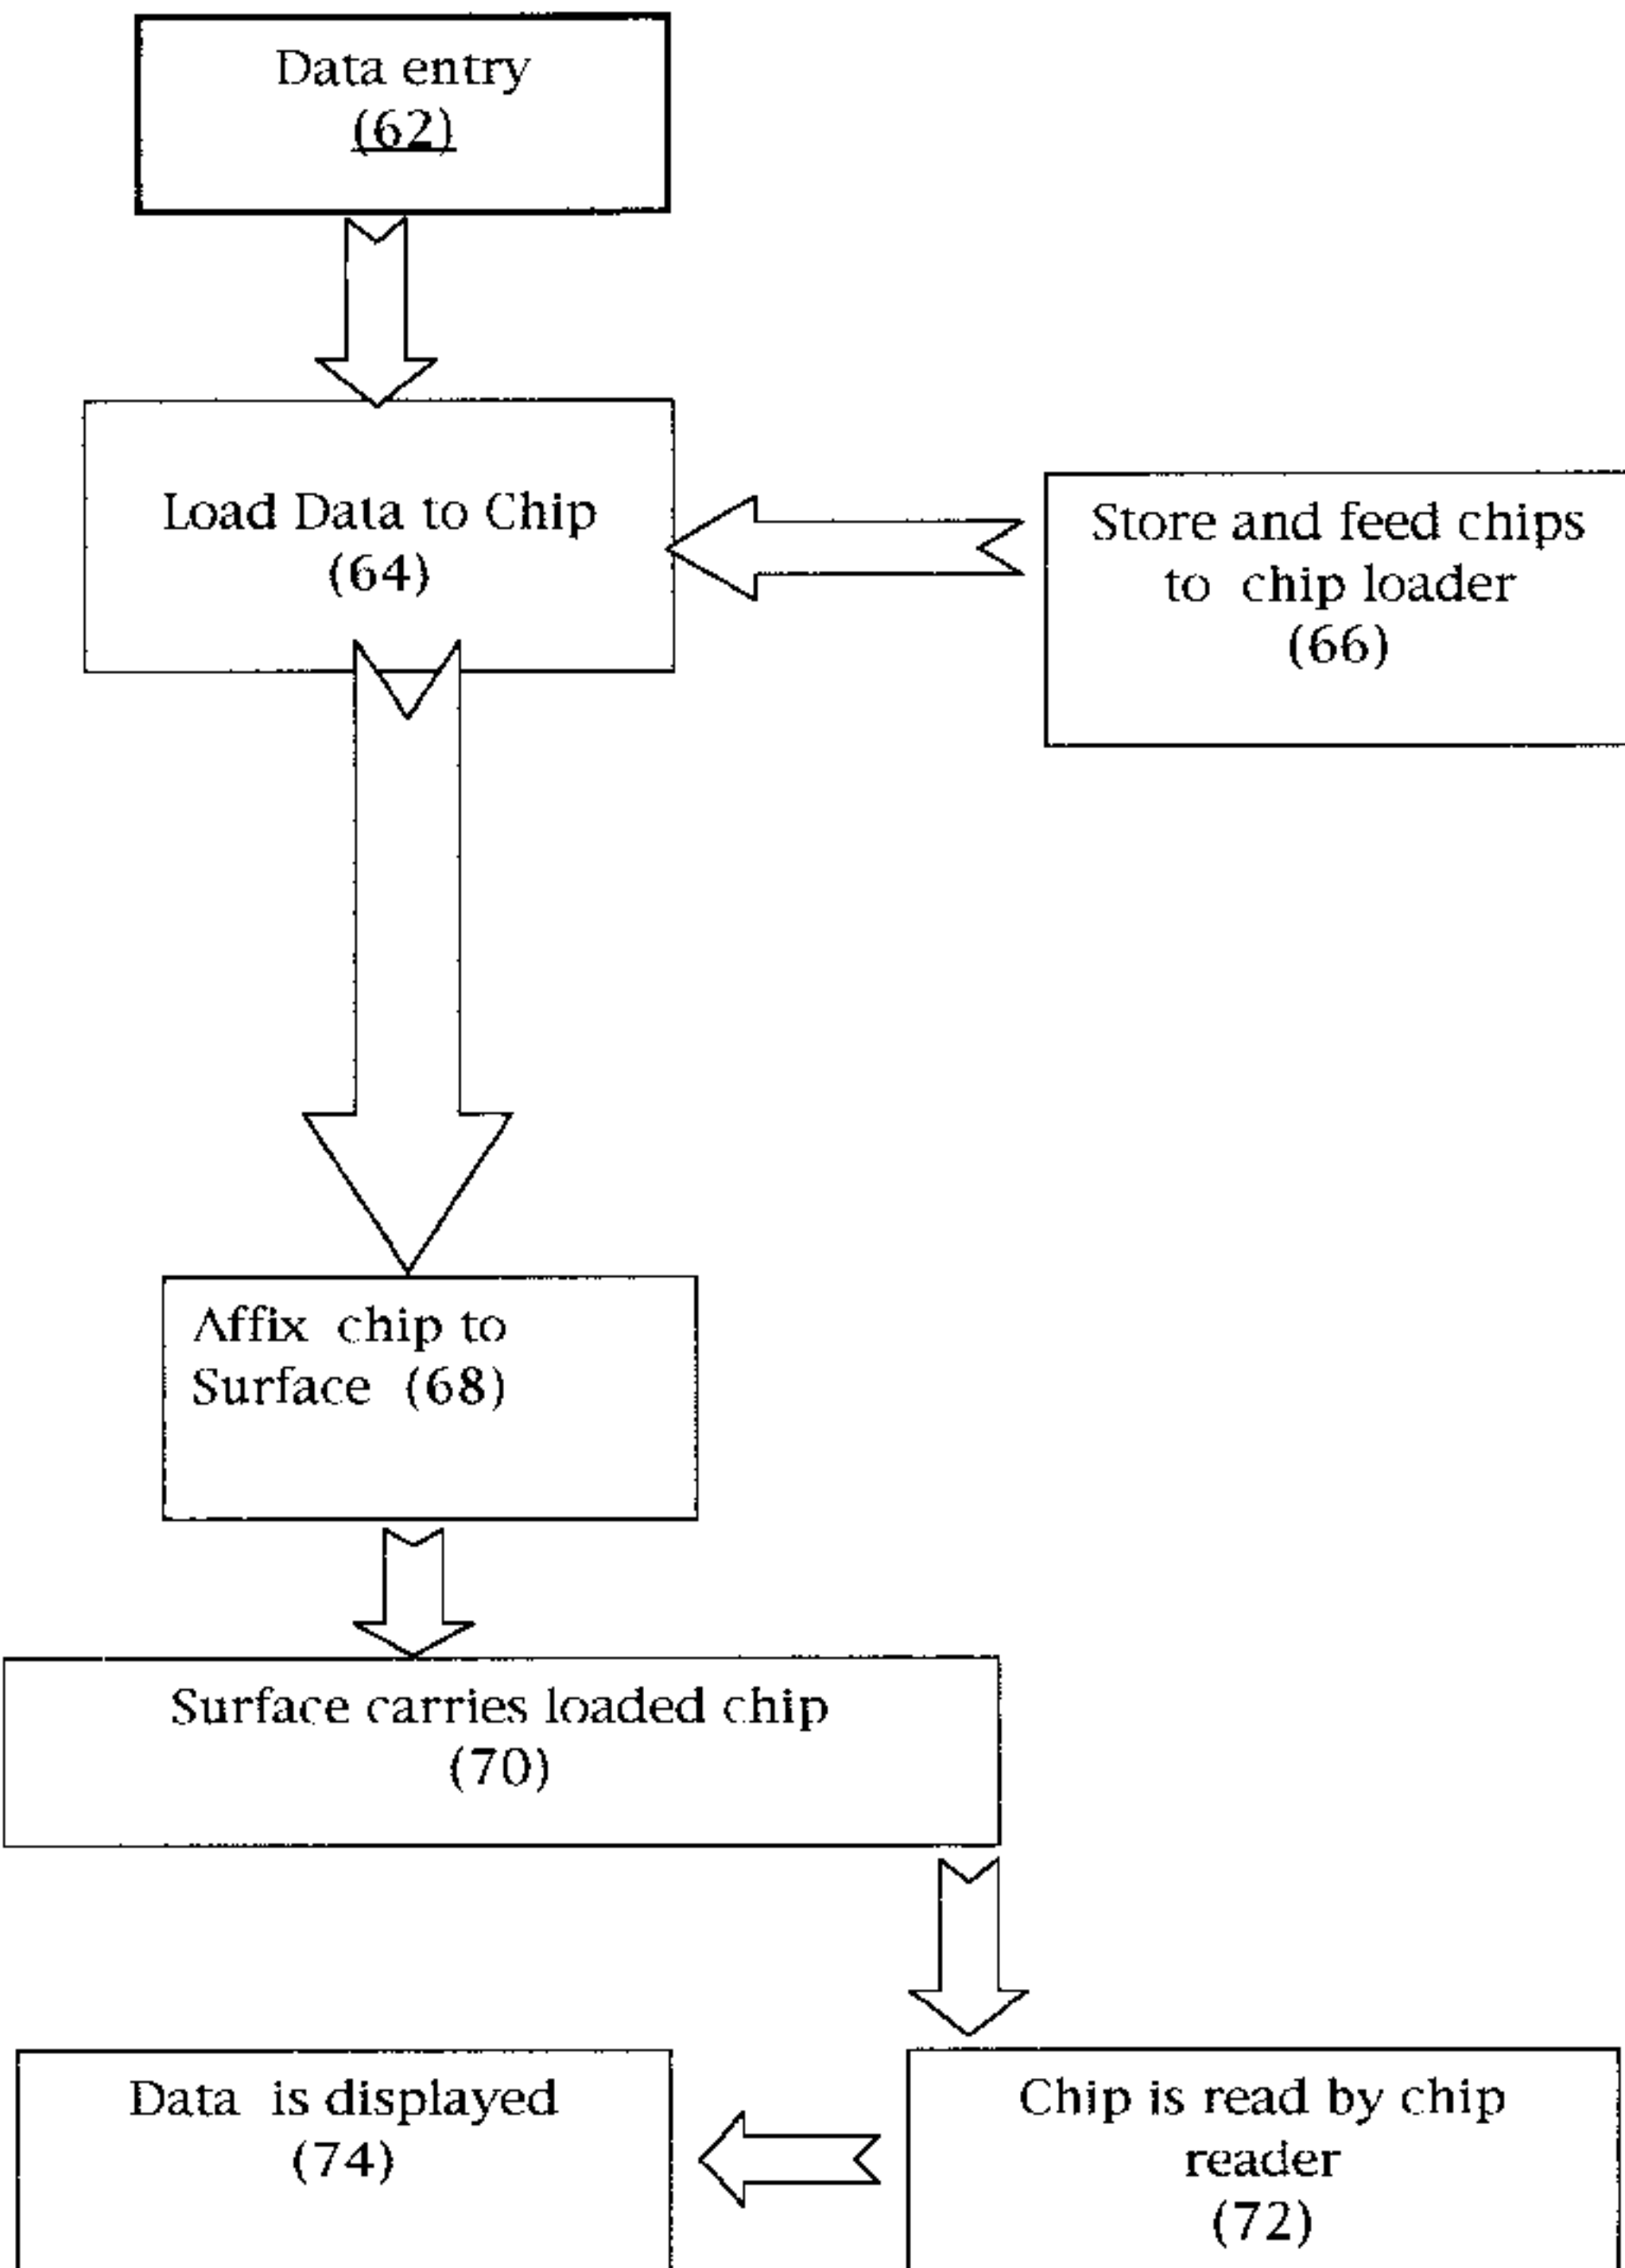 Data entry
(62)
Load Data to Chip
(64)
Store and feed chips
to chip loader
(66)
Affix chip to
Surface (68)
Surface carries loaded chip
(70)
Data is displayed
(74)
Chip is read by chip
reader
(72)